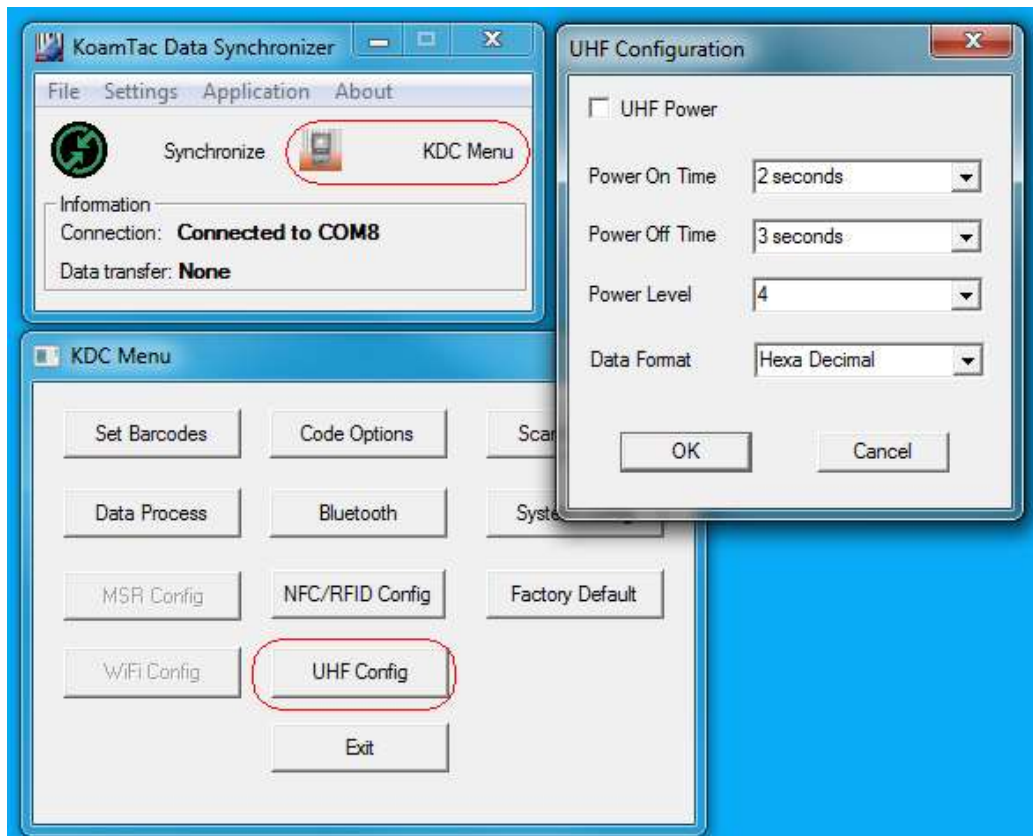 KoamTac Data Synchronizer
File Settings Application About
Synchronize KDC Menu
Information
Connection: Connected to COM8
Data transfer: None
UHF Configuration
UHF Power
Power On Time 2 seconds
Power Off Time 3 seconds
Power Level 4
Data Format Hexa Decimal
OK Cancel
KDC Menu
Set Barcodes Code Options
Data Process Bluetooth
MSR Config NFC/RFID Config Factory Default
WiFi Config UHF Config
Exit